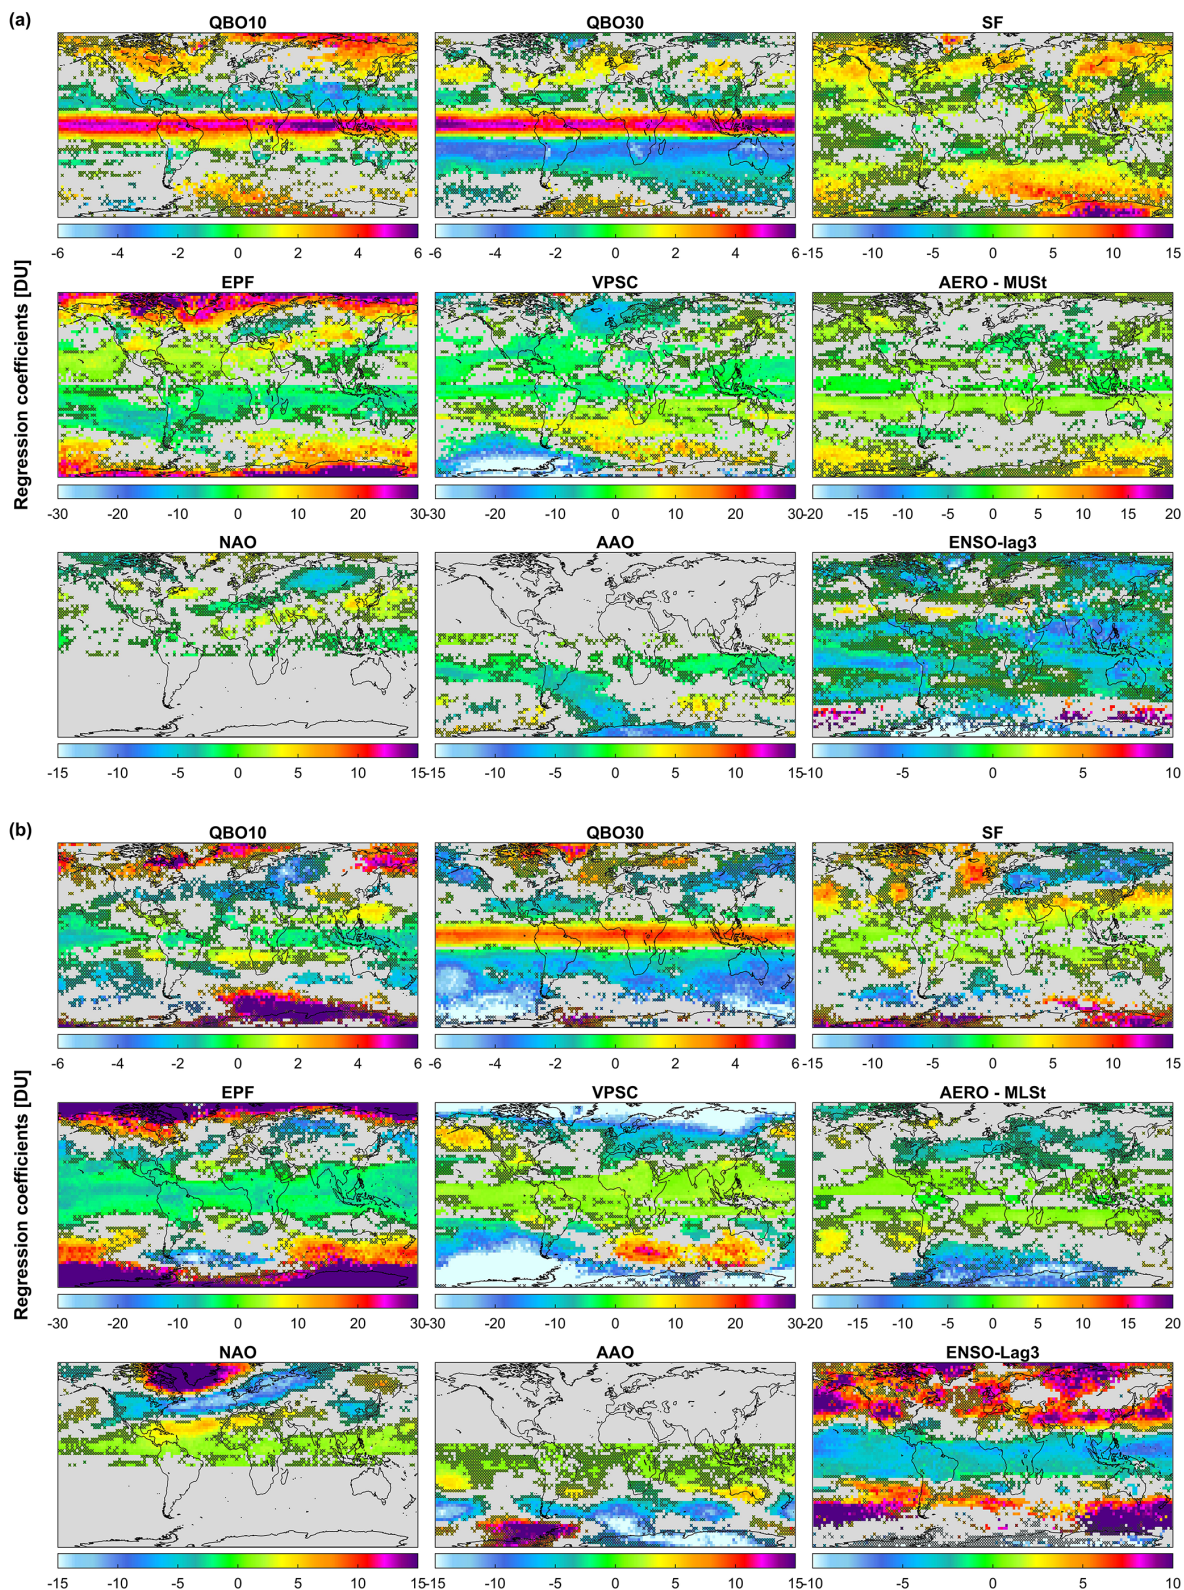 (a)
QBO10 QBO30 SF
-6 -4 -2 0 2 4 6 -6 -4 -2 0 2 4 6 -15 -10 -5 0 5 10 15
Regression coefficients [DU]
EPF VPSC AERO - MUSt
-30 -20 -10 0 10 20 30 -30 -20 -10 0 10 20 30 -20 -15 -10 -5 0 5 10 15 20
NAO AAO ENSO-lag3
-15 -10 -5 0 5 10 15 -15 -10 -5 0 5 10 15 -10 -5 0 5 10
(b)
QBO10 QBO30 SF
-6 -4 -2 0 2 4 6 -6 -4 -2 0 2 4 6 -15 -10 -5 0 5 10 15
Regression coefficients [DU]
EPF VPSC AERO - MLSt
-30 -20 -10 0 10 20 30 -30 -20 -10 0 10 20 30 -20 -15 -10 -5 0 5 10 15 20
NAO AAO ENSO-Lag3
-15 -10 -5 0 5 10 15 -15 -10 -5 0 5 10 15 -10 -5 0 5 10